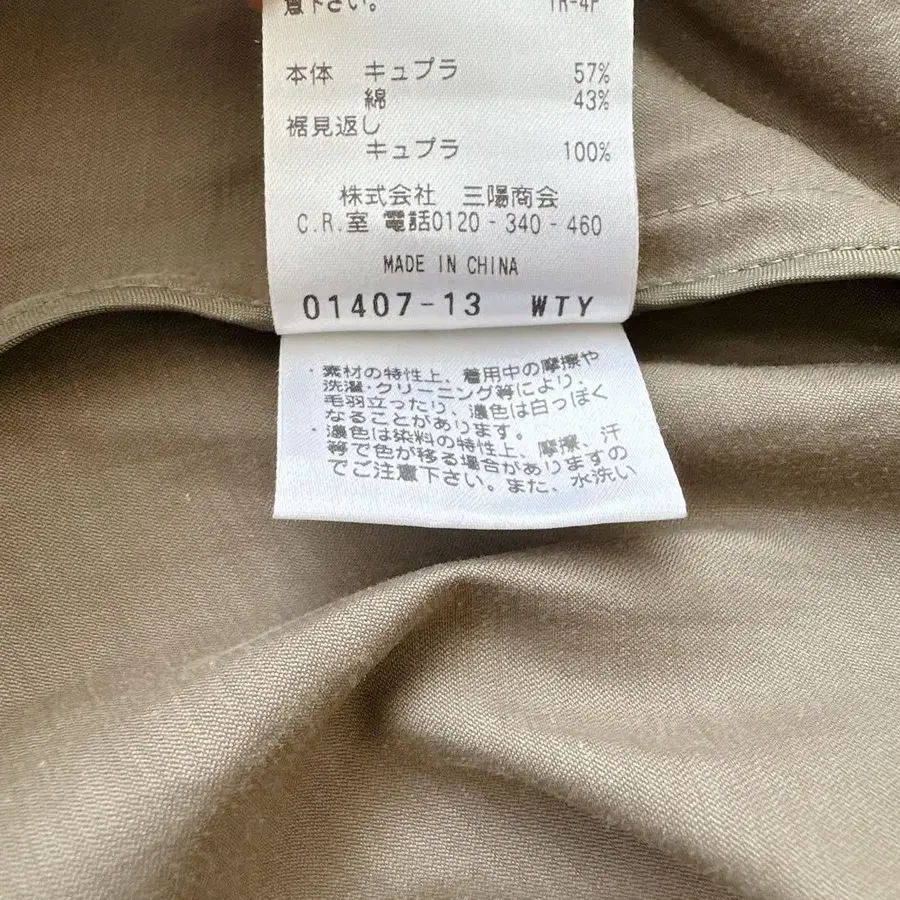 意下さい。 TR-4F
本体 キュプラ 57%
綿 43%
裾見返し
キュプラ 100%
株式会社 三陽商会
C.R.室 電話0120-340-460
MADE IN CHINA
01407-13 WTY
・素材の特性上、着用中の摩擦や
洗濯・クリーニング等により、
毛羽立ったり、濃色は白っぽく
なることがあります。
・濃色は染料の特性上、摩擦、汗
等で色が移る場合がありますの
でご注意下さい。また、水洗い